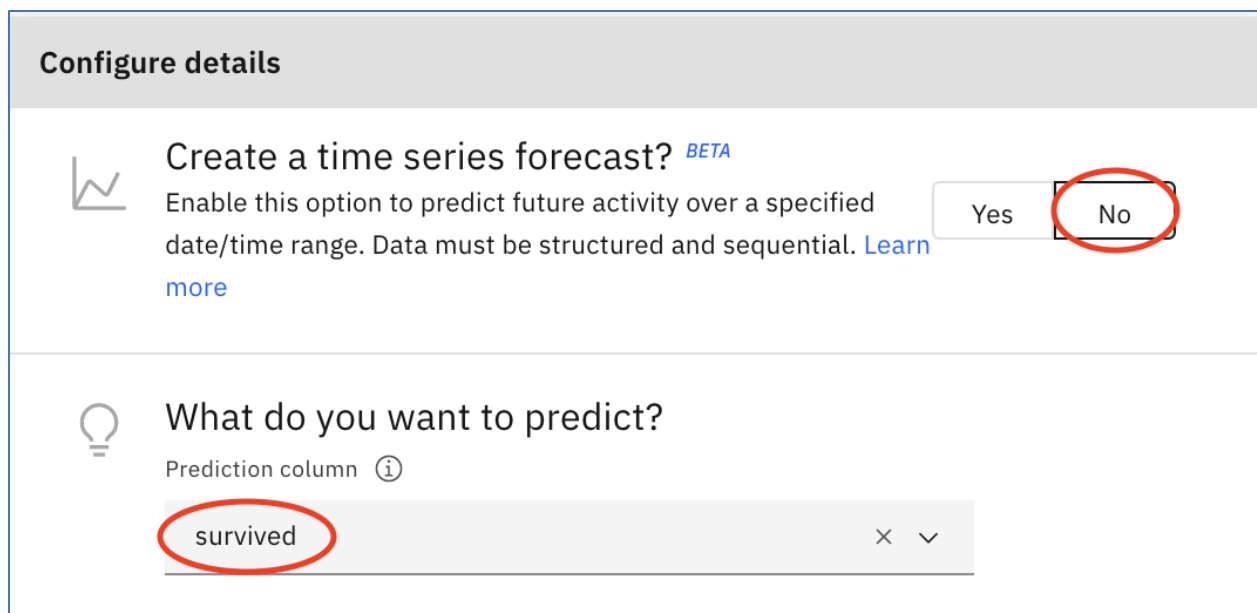 Configure details
Create a time series forecast? BETA
Enable this option to predict future activity over a specified
date/time range. Data must be structured and sequential. Learn
more
Yes
No
What do you want to predict?
Prediction column
survived